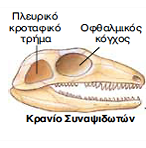 Πλευρικό
κροταφικό
τρήμα
Οφθαλμικός
κόγχος
Κρανίο Συναψιδωτών